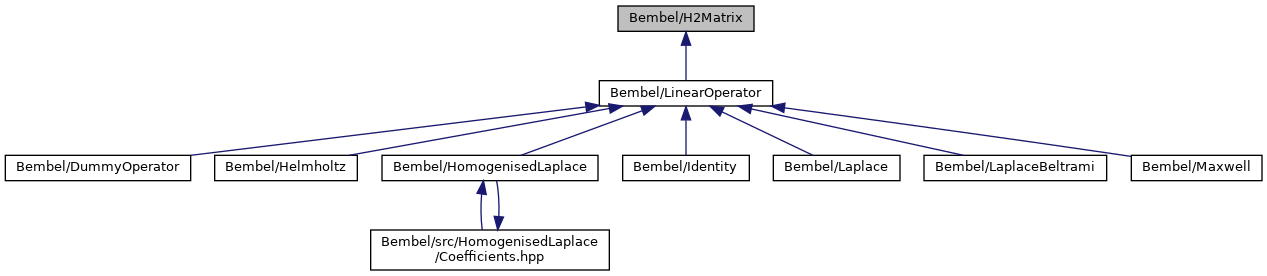 Bembel/H2Matrix
Bembel/LinearOperator
Bembel/DummyOperator
Bembel/Helmholtz
Bembel/HomogenisedLaplace
Bembel/Identity
Bembel/Laplace
Bembel/LaplaceBeltrami
Bembel/Maxwell
Bembel/src/HomogenisedLaplace
/Coefficients.hpp